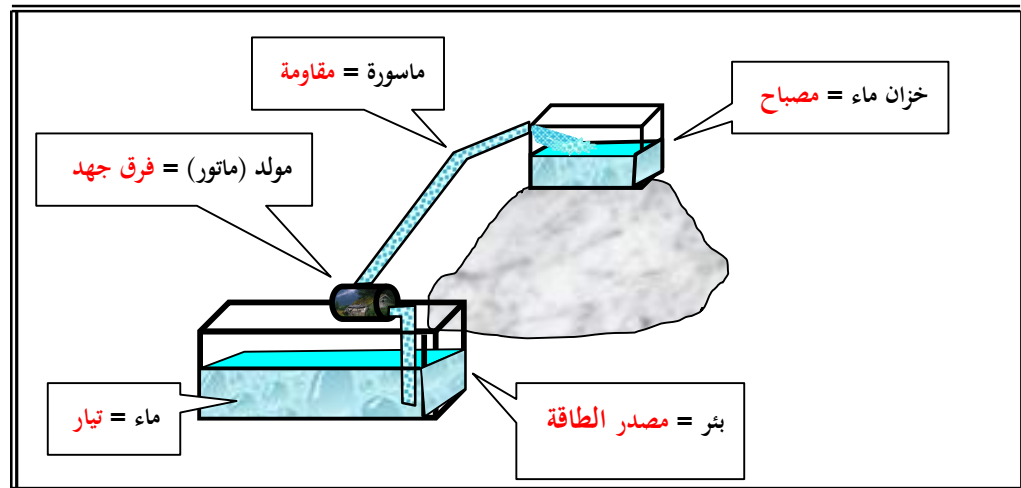 ماسورة = مقاومة
خزان ماء = مصباح
مولد (ماتور) = فرق جهد
ماء = تيار
بئر = مصدر الطاقة